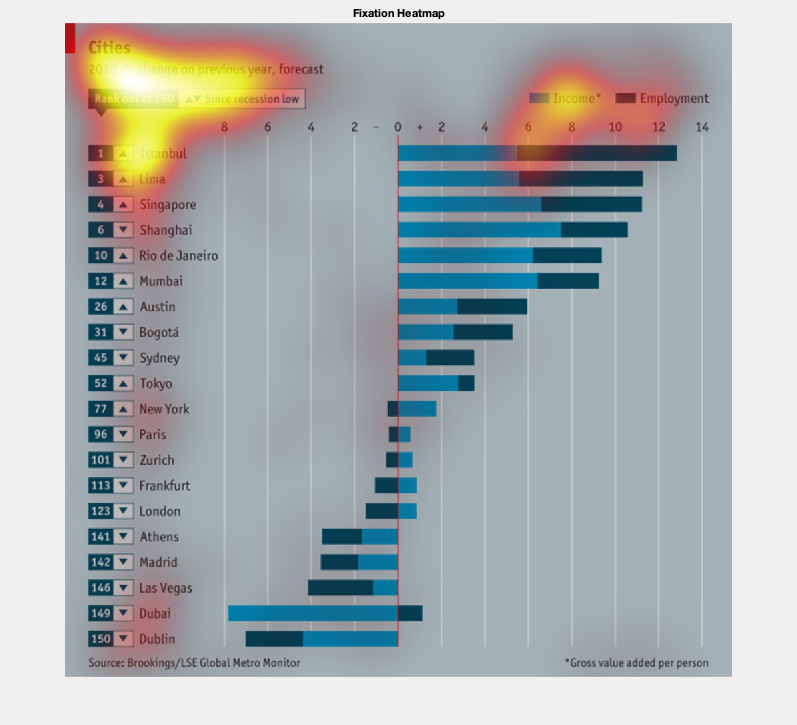 Fixation Heatmap
Cities
2010, % change on previous year, forecast
Rank out of 150 ▲▼ Since recession low
Income* Employment
8 6 4 2 – 0 + 2 4 6 8 10 12 14
1 ▲ Istanbul
3 ▲ Lima
4 ▲ Singapore
6 ▼ Shanghai
10 ▲ Rio de Janeiro
12 ▲ Mumbai
26 ▲ Austin
31 ▼ Bogotá
45 ▼ Sydney
52 ▲ Tokyo
77 ▲ New York
96 ▼ Paris
101 ▼ Zurich
113 ▼ Frankfurt
123 ▼ London
141 ▼ Athens
142 ▼ Madrid
146 ▼ Las Vegas
149 ▼ Dubai
150 ▼ Dublin
Source: Brookings/LSE Global Metro Monitor
*Gross value added per person